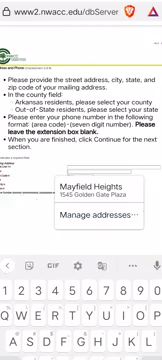 www2.nwacc.edu/dbServer
• Please provide the street address, city, state, and
zip code of your mailing address.
• In the county field
◦ Arkansas residents, please select your county
◦ Out-of-State residents, please select your state
• Please enter your phone number in the following
format: (area code)-(seven digit number). Please
leave the extension box blank.
• When you are finished, click Continue for the next
section.
Mayfield Heights
1545 Golden Gate Plaza
Manage addresses...
GIF
1 2 3 4 5 6 7 8 9 0
Q W E R T Y U I O P
A S D F G H J K L